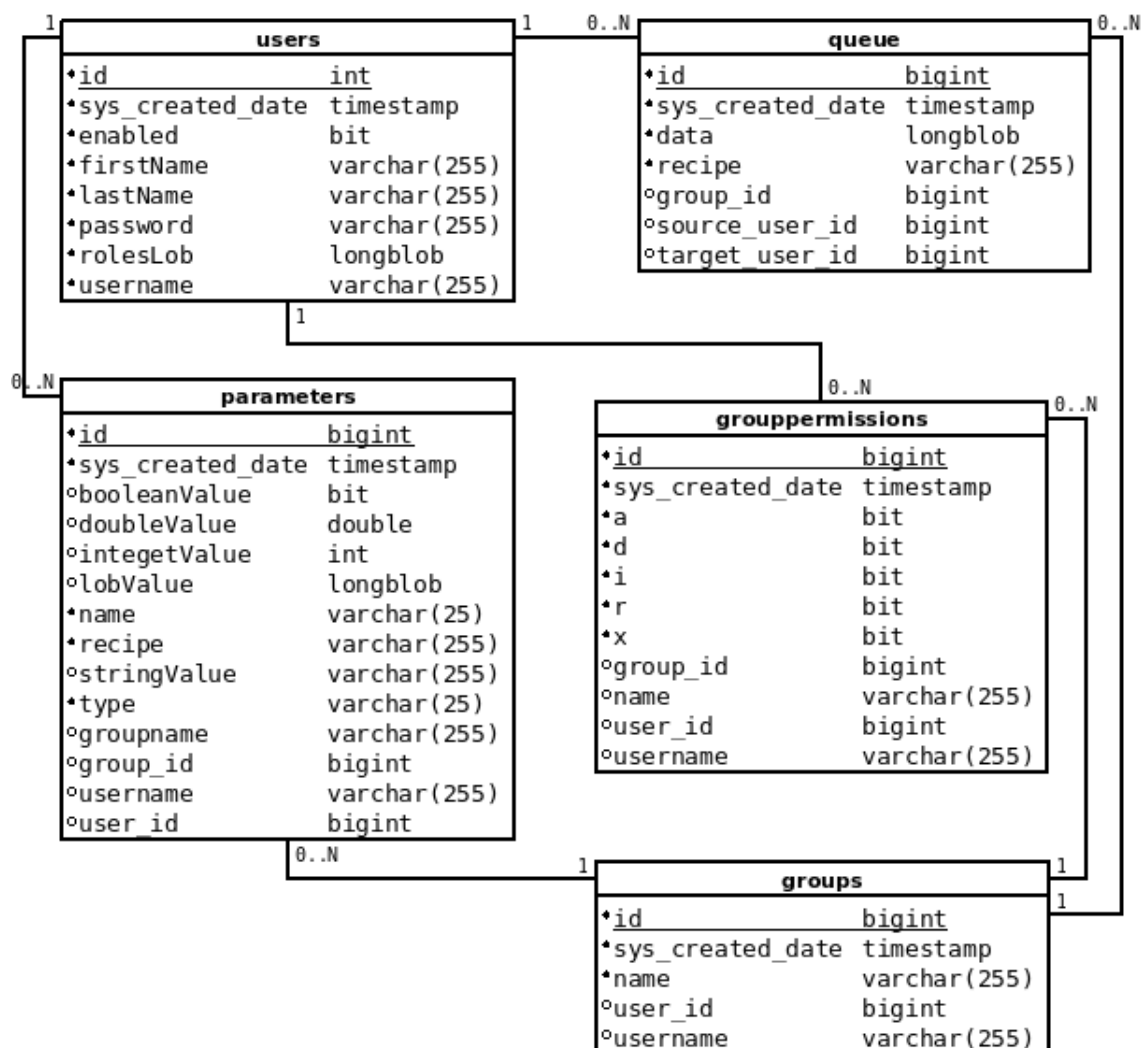 1
1
0..N
0..N
users
id int
sys_created_date timestamp
enabled bit
firstName varchar(255)
lastName varchar(255)
password varchar(255)
rolesLob longblob
username varchar(255)
queue
id bigint
sys_created_date timestamp
data longblob
recipe varchar(255)
group_id bigint
source_user_id bigint
target_user_id bigint
1
0..N
0..N
0..N
parameters
id bigint
sys_created_date timestamp
booleanValue bit
doubleValue double
integetValue int
lobValue longblob
name varchar(25)
recipe varchar(255)
stringValue varchar(255)
type varchar(25)
groupname varchar(255)
group_id bigint
username varchar(255)
user_id bigint
grouppermissions
id bigint
sys_created_date timestamp
a bit
d bit
i bit
r bit
x bit
group_id bigint
name varchar(255)
user_id bigint
username varchar(255)
0..N
1
1
1
groups
id bigint
sys_created_date timestamp
name varchar(255)
user_id bigint
username varchar(255)